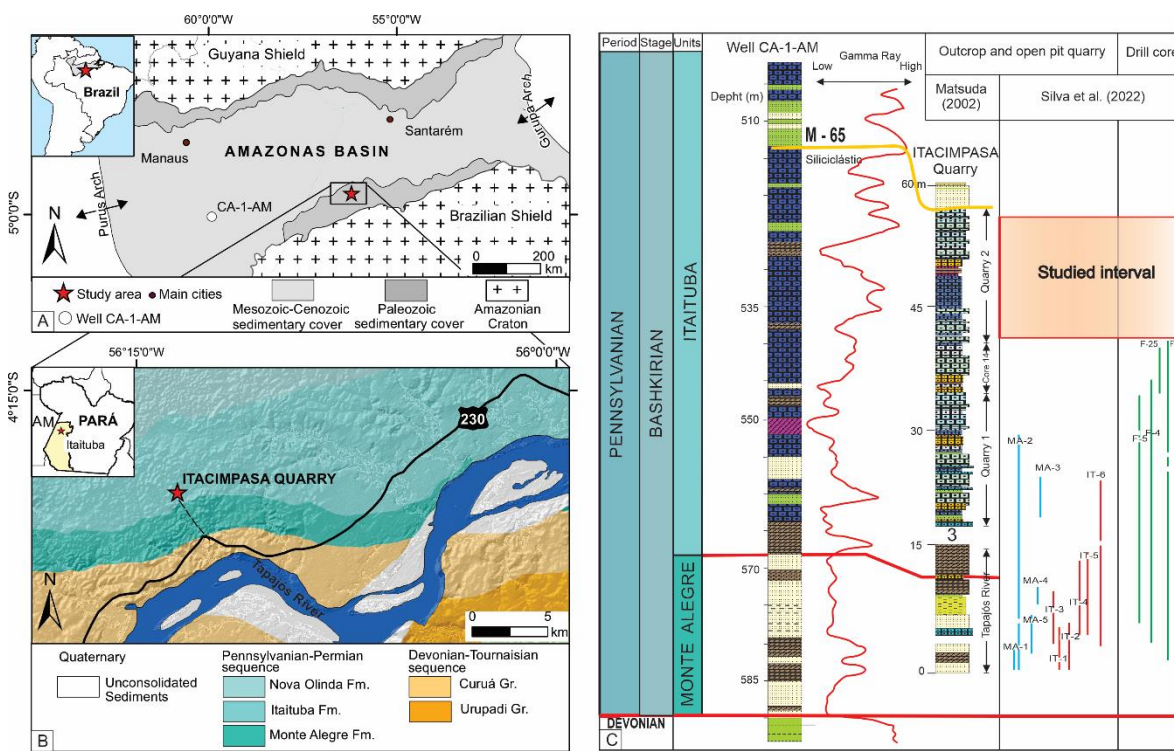 60°0'0"W
55°0'0"W
Guyana Shield
Brazil
Santarém
Gurupá-Arch
Manaus
AMAZONAS BASIN
Purus Arch
CA-1-AM
5°0'0"S
N
Brazilian Shield
0 200
km
A
Study area
Main cities
Well CA-1-AM
Mesozoic-Cenozoic
sedimentary cover
Paleozoic
sedimentary cover
Amazonian
Craton
56°15'0"W
56°0'0"W
4°15'0"S
AM
PARÁ
Itaituba
230
ITACIMPASA QUARRY
N
Tapajos River
0 5
km
Quaternary
Unconsolidated
Sediments
Pennsylvanian-Permian
sequence
Nova Olinda Fm.
Itaituba Fm.
Monte Alegre Fm.
Devonian-Tournaisian
sequence
Curuá Gr.
Urupadi Gr.
B
Period
Stage
Units
Well CA-1-AM
Gamma Ray
Low
High
Outcrop and open pit quarry
Drill core
Matsuda
(2002)
Silva et al. (2022)
Depht (m)
510
M - 65
Siliciclástio
ITACIMPASA
Quarry
60 m
PENNSYLVANIAN
BASHKIRIAN
ITAITUBA
MONTE ALEGRE
535
550
570
585
Quarry 2
45
Core 14
30
Quarry 1
3
15
Tapajós River
0
Studied interval
F-25
F-5
F-4
MA-2
MA-3
IT-6
IT-5
MA-4
IT-3
IT-4
MA-5
IT-2
MA-1
IT-1
DEVONIAN
C